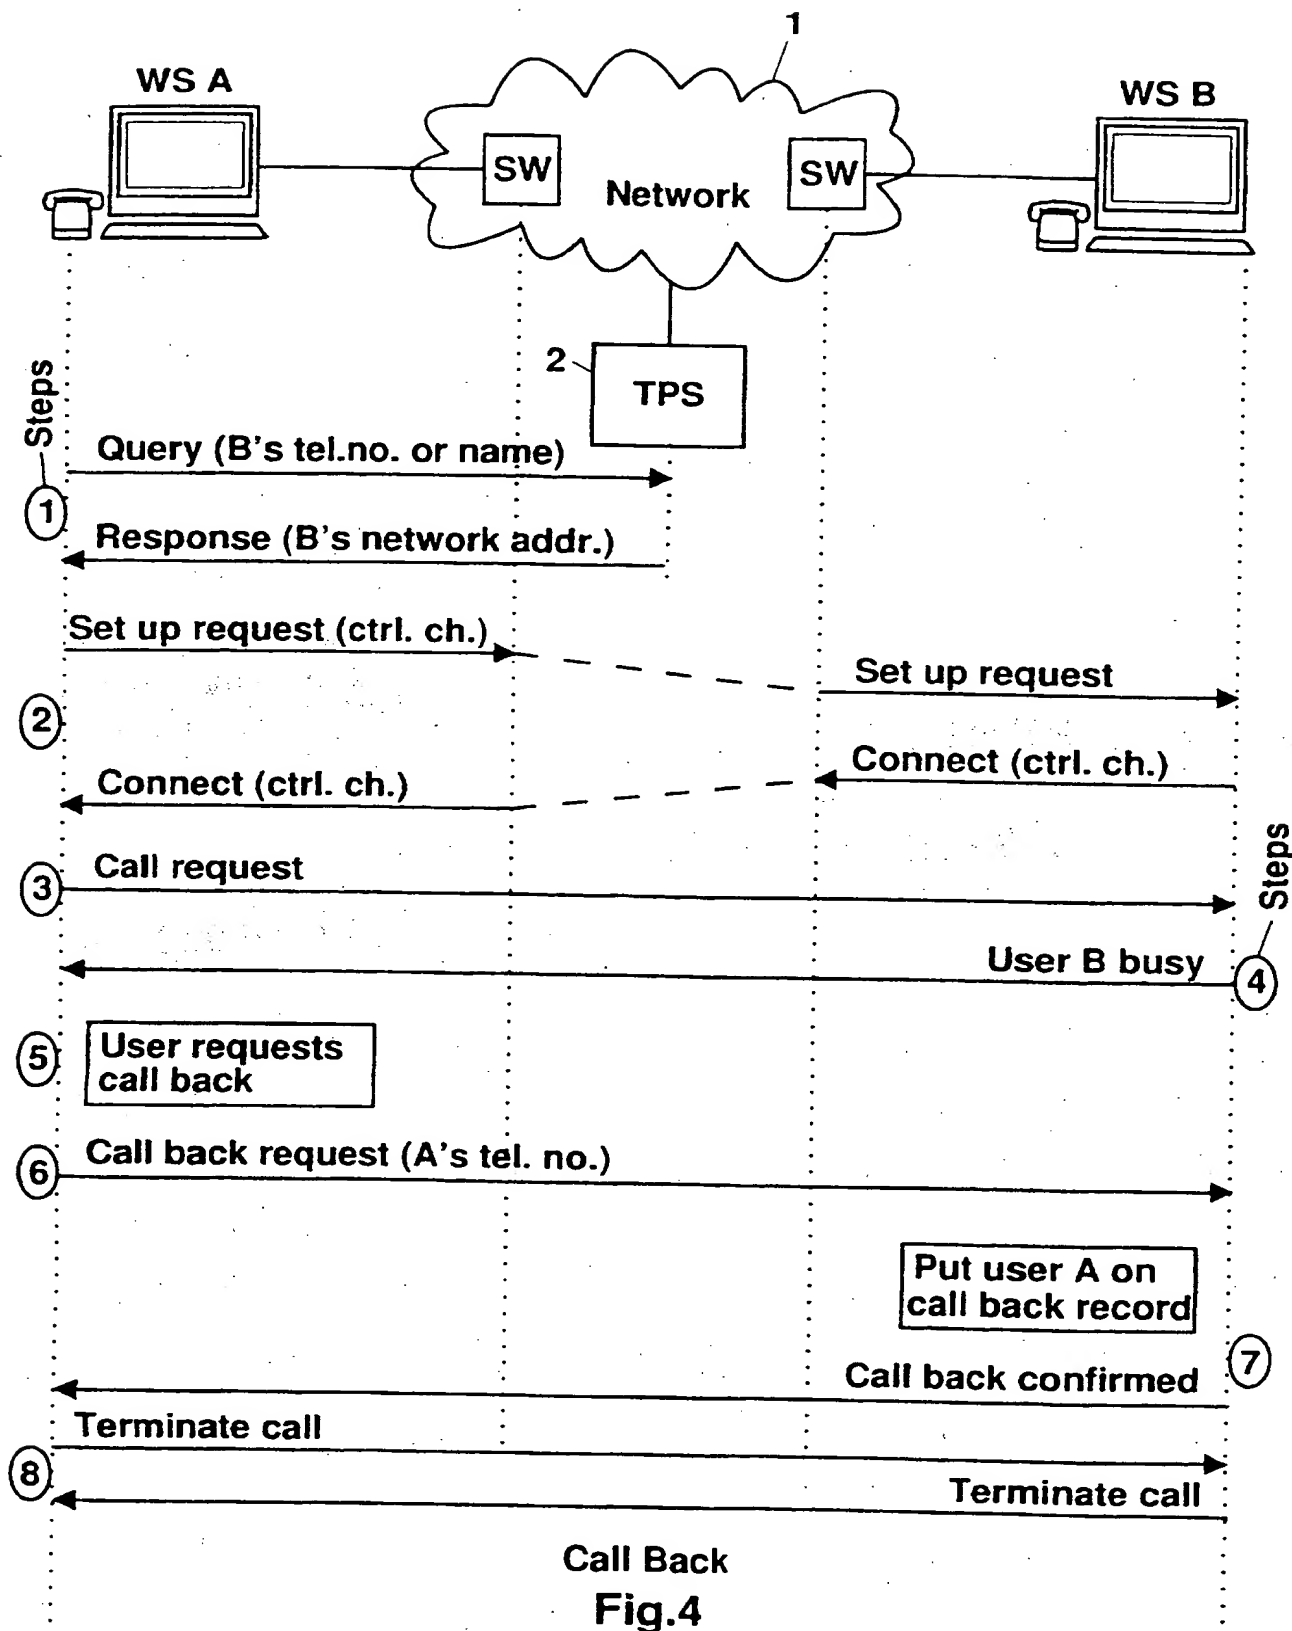 1
WS A
WS B
SW
SW
Network
2
TPS
Steps
Query (B's tel.no. or name)
1
Response (B's network addr.)
Set up request (ctrl. ch.)
Set up request
2
Connect (ctrl. ch.)
Connect (ctrl. ch.)
Steps
Call request
3
User B busy
4
5
User requests
call back
Call back request (A's tel. no.)
6
Put user A on
call back record
7
Call back confirmed
Terminate call
8
Terminate call
Call Back
Fig.4